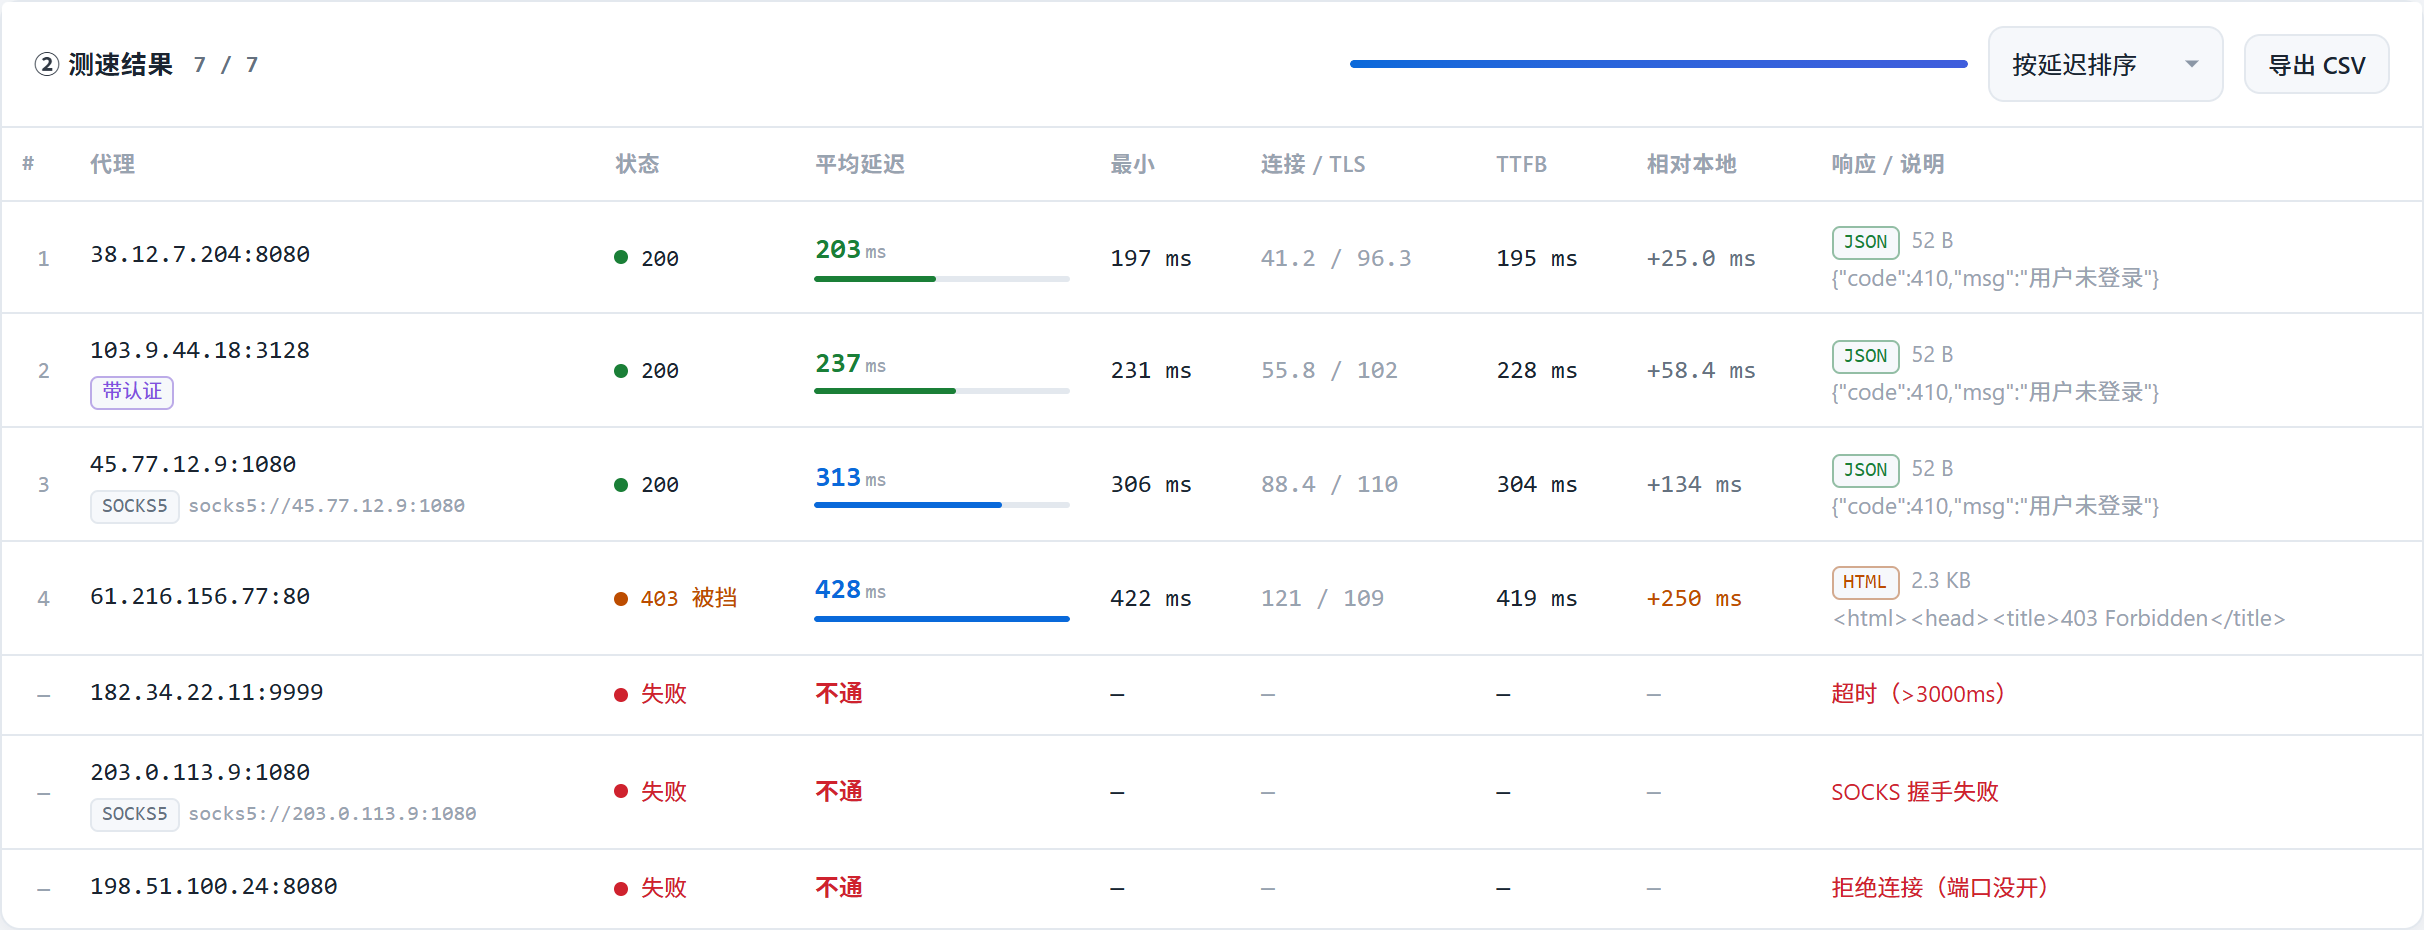 ② 测速结果 7 / 7 按延迟排序 导出 CSV
# 代理 状态 平均延迟 最小 连接 / TLS TTFB 相对本地 响应 / 说明
1 38.12.7.204:8080 200 203 ms 197 ms 41.2 / 96.3 195 ms +25.0 ms JSON 52 B
{"code":410,"msg":"用户未登录"}
2 103.9.44.18:3128 200 237 ms 231 ms 55.8 / 102 228 ms +58.4 ms JSON 52 B
带认证 {"code":410,"msg":"用户未登录"}
3 45.77.12.9:1080 200 313 ms 306 ms 88.4 / 110 304 ms +134 ms JSON 52 B
SOCKS5 socks5://45.77.12.9:1080 {"code":410,"msg":"用户未登录"}
4 61.216.156.77:80 403 被挡 428 ms 422 ms 121 / 109 419 ms +250 ms HTML 2.3 KB
<html><head><title>403 Forbidden</title>
— 182.34.22.11:9999 失败 不通 — — — — 超时（>3000ms）
— 203.0.113.9:1080 失败 不通 — — — — SOCKS 握手失败
SOCKS5 socks5://203.0.113.9:1080
— 198.51.100.24:8080 失败 不通 — — — — 拒绝连接（端口没开）